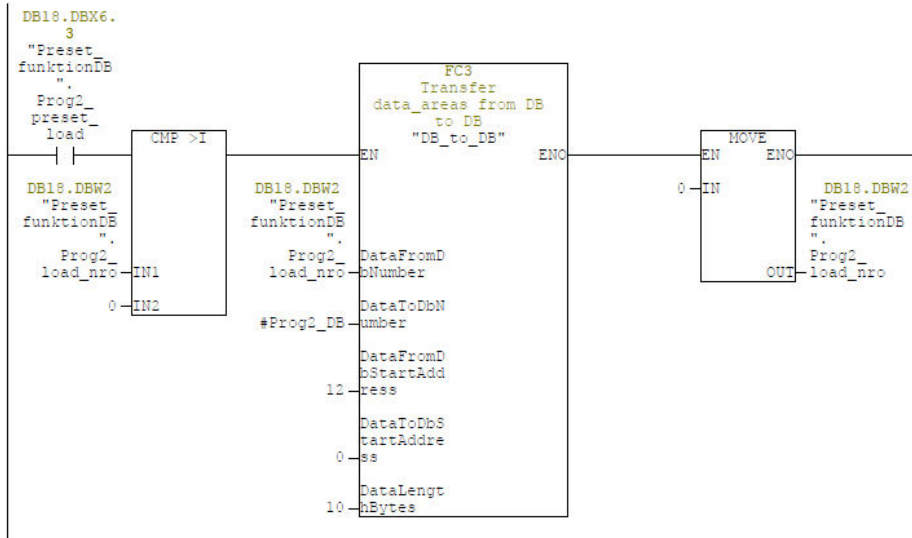 DB18.DBX6.
3
"Preset_
funktionDB
".
Prog2_
preset_
load
CMP >I
DB18.DBW2
"Preset_
funktionDB
".
Prog2_
load_nro IN1
0 IN2
FC3
Transfer
data_areas from DB
to DB
"DB_to_DB"
EN ENO
DB18.DBW2
"Preset_
funktionDB
".
Prog2_ DataFromD
load_nro bNumber
DataToDbN
#Prog2_DB umber
DataFromD
bStartAdd
12 ress
DataToDbS
tartAddre
0 ss
DataLengt
10 hBytes
MOVE
EN ENO
0 IN
DB18.DBW2
"Preset_
funktionDB
".
Prog2_
OUT load_nro